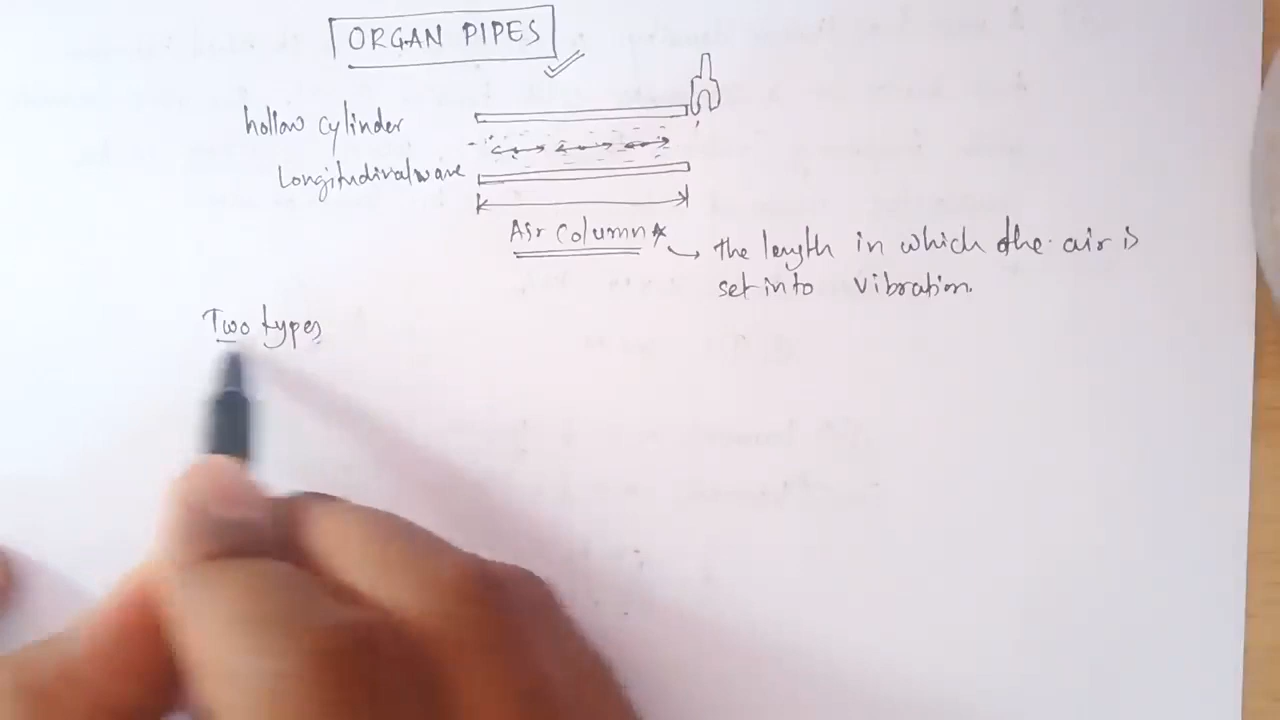 ORGAN PIPES
hollow cylinder
Longitudinal wave
Air Column
the length in which the air is
set into vibration.
Two types